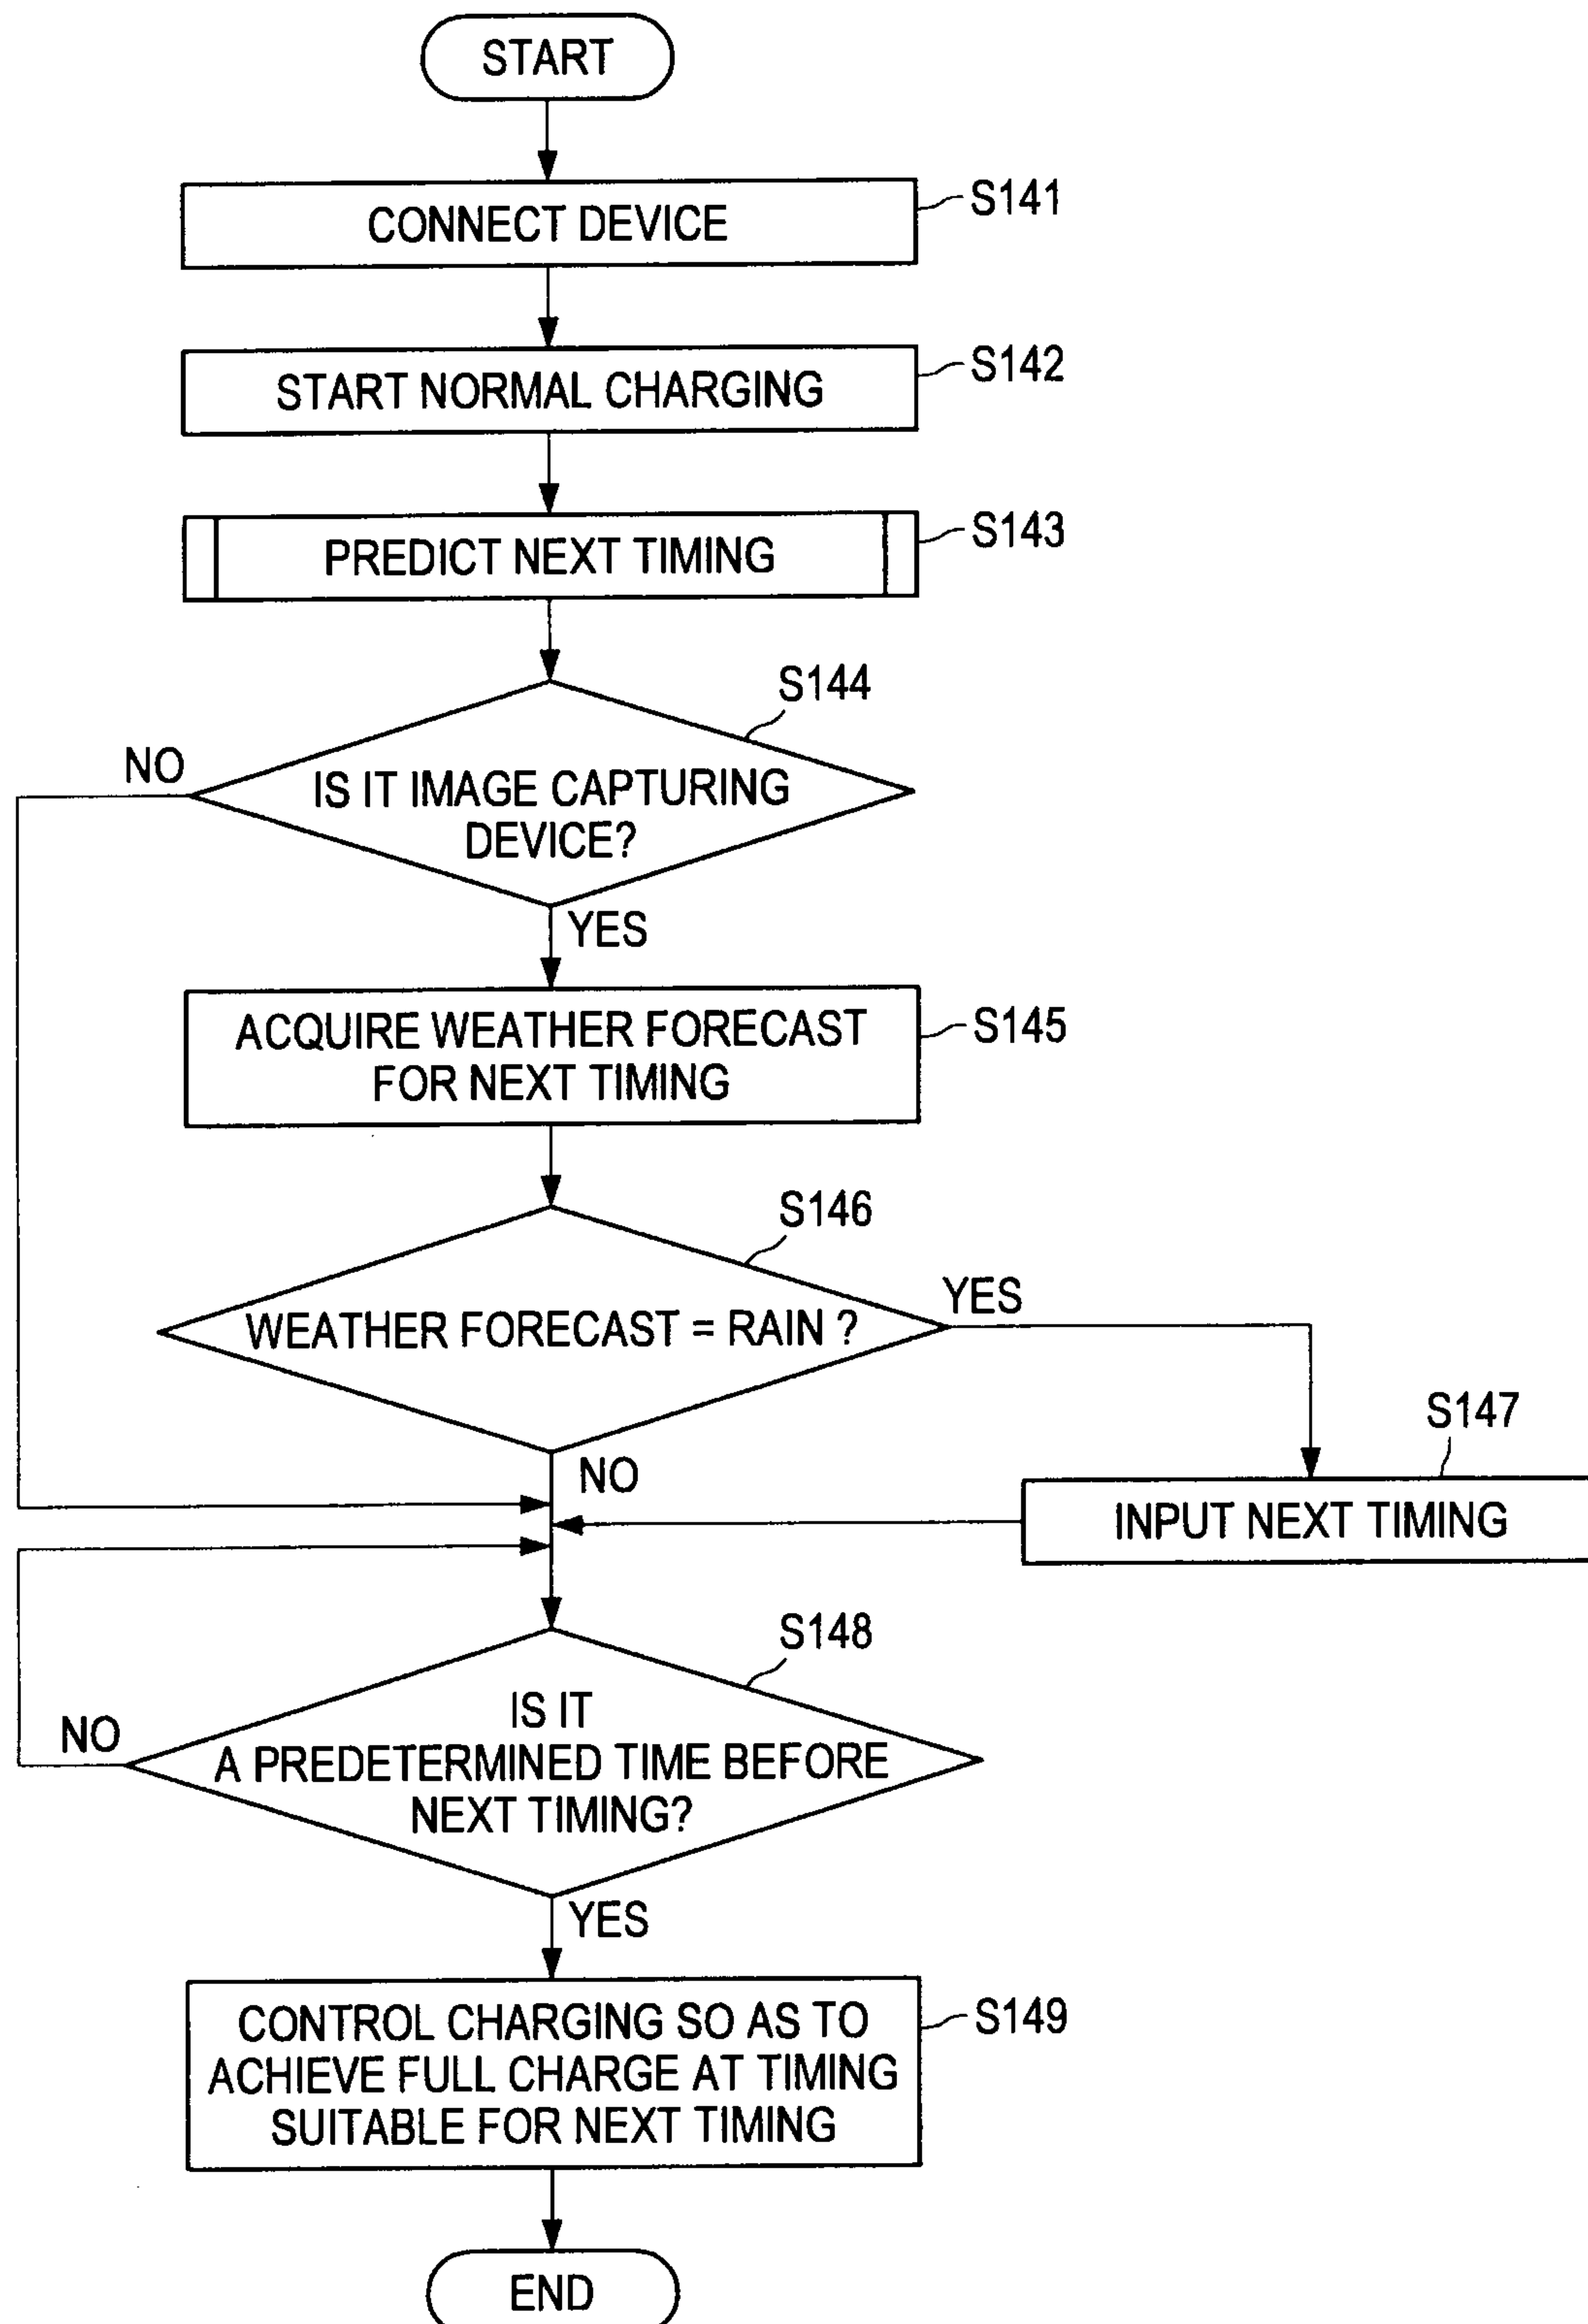 START
CONNECT DEVICE
S141
START NORMAL CHARGING
S142
PREDICT NEXT TIMING
S143
S144
NO
IS IT IMAGE CAPTURING
DEVICE?
YES
ACQUIRE WEATHER FORECAST
FOR NEXT TIMING
S145
S146
YES
WEATHER FORECAST = RAIN ?
S147
NO
INPUT NEXT TIMING
S148
IS IT
NO
A PREDETERMINED TIME BEFORE
NEXT TIMING?
YES
CONTROL CHARGING SO AS TO
ACHIEVE FULL CHARGE AT TIMING
SUITABLE FOR NEXT TIMING
S149
END